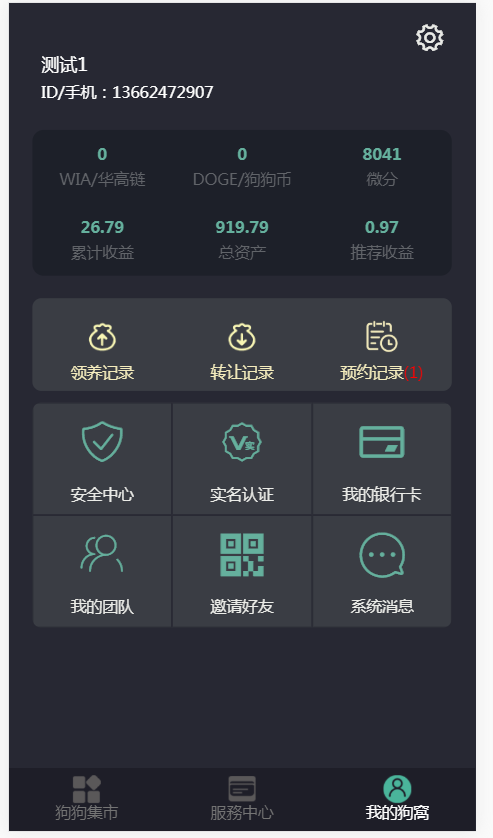 测试1
ID/手机：13662472907
0 0 8041
WIA/华高链 DOGE/狗狗币 微分
26.79 919.79 0.97
累计收益 总资产 推荐收益
领养记录 转让记录 预约记录(1)
实
安全中心 实名认证 我的银行卡
我的团队 邀请好友 系统消息
狗狗集市 服務中心 我的狗窝